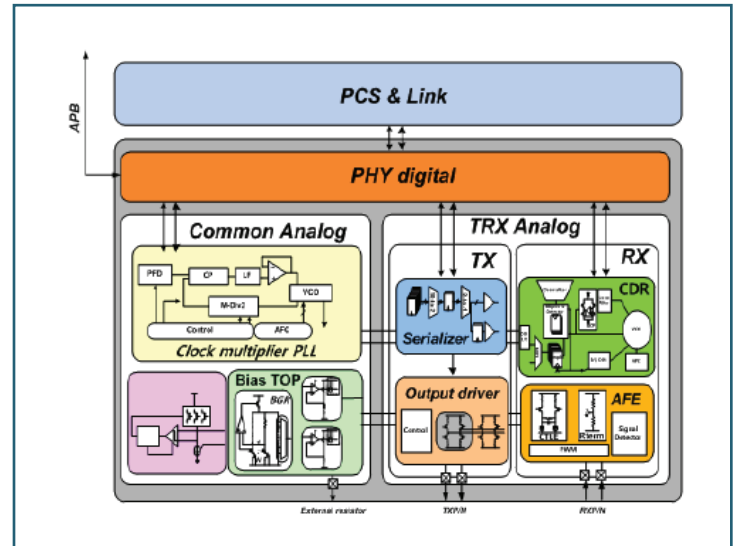 PCS & Link
APB
PHY digital
Common Analog
TRX Analog
TX
RX
PFD
CP
LF
VCO
M-Div2
Control
AFC
Clock multiplier PLL
Serializer
CDR
Bias TOP
BGR
Output driver
Control
AFE
CTLE
Rterm
Signal
Detector
External resistor
TXP/N
RXP/N